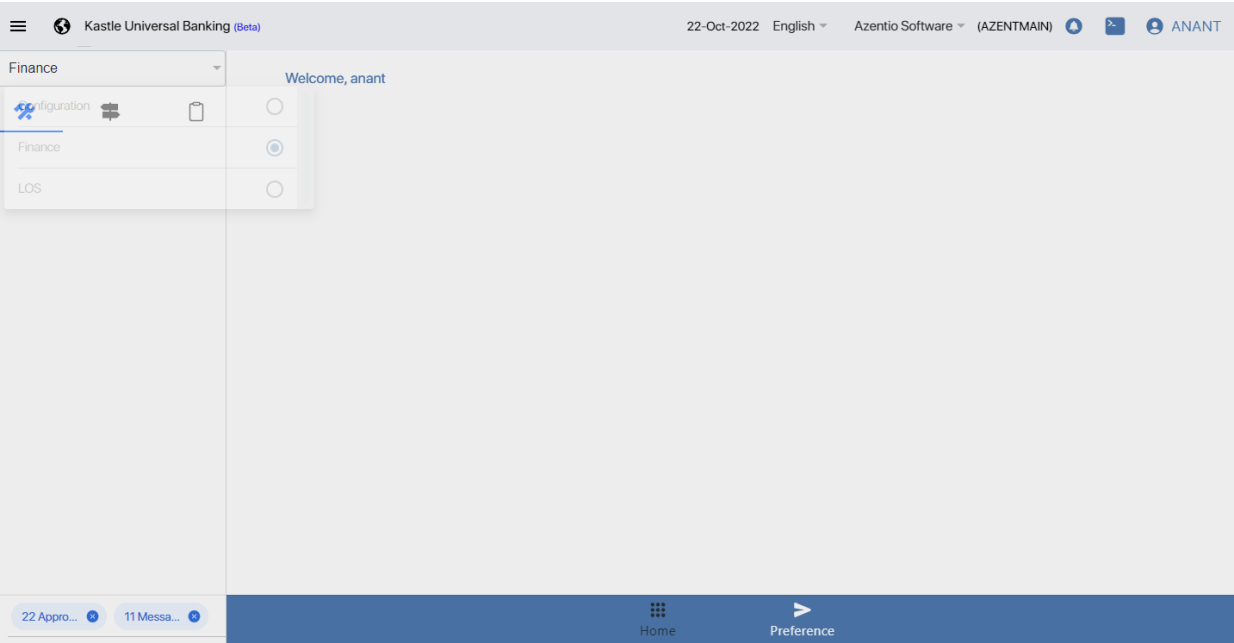 Kastle Universal Banking (Beta)
22-Oct-2022 English Azentio Software (AZENTMAIN) ANANT
Finance
Welcome, anant
Configuration
Finance
LOS
22 Appro... 11 Messa...
Home Preference